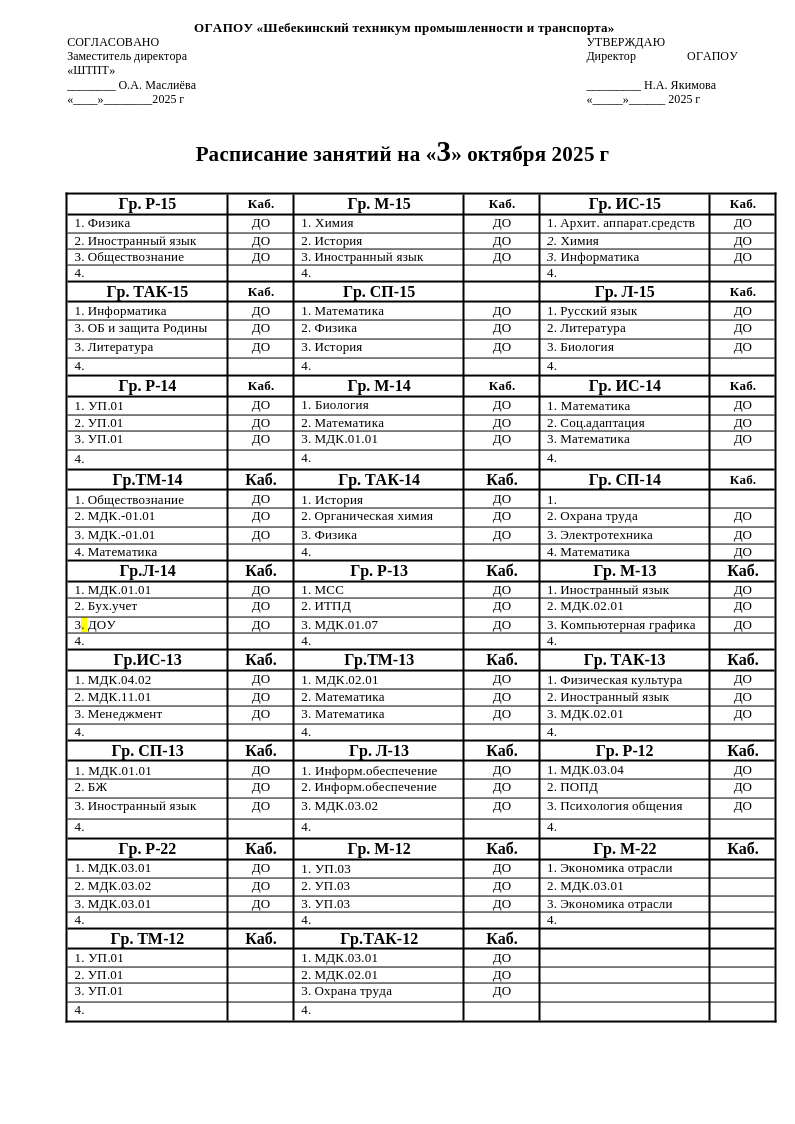 ОГАПОУ «Шебекинский техникум промышленности и транспорта»
СОГЛАСОВАНО УТВЕРЖДАЮ
Заместитель директора Директор ОГАПОУ
«ШТПТ»
________ О.А. Маслиёва _________ Н.А. Якимова
«____»________2025 г «_____»______ 2025 г
Расписание занятий на «3» октября 2025 г
Гр. Р-15 Каб. Гр. М-15 Каб. Гр. ИС-15 Каб.
1. Физика ДО 1. Химия ДО 1. Архит. аппарат.средств ДО
2. Иностранный язык ДО 2. История ДО 2. Химия ДО
3. Обществознание ДО 3. Иностранный язык ДО 3. Информатика ДО
4. 4. 4.
Гр. ТАК-15 Каб. Гр. СП-15 Гр. Л-15 Каб.
1. Информатика ДО 1. Математика ДО 1. Русский язык ДО
3. ОБ и защита Родины ДО 2. Физика ДО 2. Литература ДО
3. Литература ДО 3. История ДО 3. Биология ДО
4. 4. 4.
Гр. Р-14 Каб. Гр. М-14 Каб. Гр. ИС-14 Каб.
1. УП.01 ДО 1. Биология ДО 1. Математика ДО
2. УП.01 ДО 2. Математика ДО 2. Соц.адаптация ДО
3. УП.01 ДО 3. МДК.01.01 ДО 3. Математика ДО
4. 4. 4.
Гр.ТМ-14 Каб. Гр. ТАК-14 Каб. Гр. СП-14 Каб.
1. Обществознание ДО 1. История ДО 1.
2. МДК.-01.01 ДО 2. Органическая химия ДО 2. Охрана труда ДО
3. МДК.-01.01 ДО 3. Физика ДО 3. Электротехника ДО
4. Математика 4. 4. Математика ДО
Гр.Л-14 Каб. Гр. Р-13 Каб. Гр. М-13 Каб.
1. МДК.01.01 ДО 1. МСС ДО 1. Иностранный язык ДО
2. Бух.учет ДО 2. ИТПД ДО 2. МДК.02.01 ДО
3. ДОУ ДО 3. МДК.01.07 ДО 3. Компьютерная графика ДО
4. 4. 4.
Гр.ИС-13 Каб. Гр.ТМ-13 Каб. Гр. ТАК-13 Каб.
1. МДК.04.02 ДО 1. МДК.02.01 ДО 1. Физическая культура ДО
2. МДК.11.01 ДО 2. Математика ДО 2. Иностранный язык ДО
3. Менеджмент ДО 3. Математика ДО 3. МДК.02.01 ДО
4. 4. 4.
Гр. СП-13 Каб. Гр. Л-13 Каб. Гр. Р-12 Каб.
1. МДК.01.01 ДО 1. Информ.обеспечение ДО 1. МДК.03.04 ДО
2. БЖ ДО 2. Информ.обеспечение ДО 2. ПОПД ДО
3. Иностранный язык ДО 3. МДК.03.02 ДО 3. Психология общения ДО
4. 4. 4.
Гр. Р-22 Каб. Гр. М-12 Каб. Гр. М-22 Каб.
1. МДК.03.01 ДО 1. УП.03 ДО 1. Экономика отрасли
2. МДК.03.02 ДО 2. УП.03 ДО 2. МДК.03.01
3. МДК.03.01 ДО 3. УП.03 ДО 3. Экономика отрасли
4. 4. 4.
Гр. ТМ-12 Каб. Гр.ТАК-12 Каб.
1. УП.01 1. МДК.03.01 ДО
2. УП.01 2. МДК.02.01 ДО
3. УП.01 3. Охрана труда ДО
4. 4.